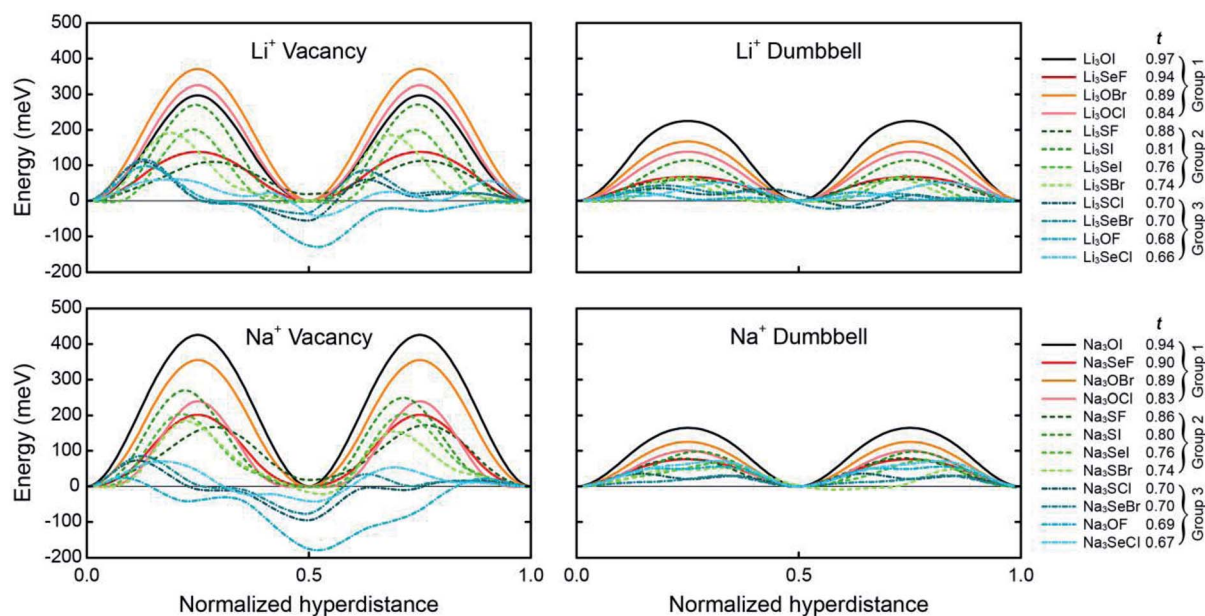 500
400
300
200
100
0
-100
-200
Energy (meV)
Li+ Vacancy
Li+ Dumbbell
t
Li₃OI 0.97
Li₃SeF 0.94
Li₃OBr 0.89
Li₃OCl 0.84
Group 1
Li₃SF 0.88
Li₃SI 0.81
Li₃SeI 0.76
Li₃SBr 0.74
Group 2
Li₃SCl 0.70
Li₃SeBr 0.70
Li₃OF 0.68
Li₃SeCl 0.66
Group 3
500
400
300
200
100
0
-100
-200
Energy (meV)
Na+ Vacancy
Na+ Dumbbell
t
Na₃OI 0.94
Na₃SeF 0.90
Na₃OBr 0.89
Na₃OCl 0.83
Group 1
Na₃SF 0.86
Na₃SI 0.80
Na₃SeI 0.76
Na₃SBr 0.74
Group 2
Na₃SCl 0.70
Na₃SeBr 0.70
Na₃OF 0.69
Na₃SeCl 0.67
Group 3
0.0 0.5 1.0
0.0 0.5 1.0
Normalized hyperdistance
Normalized hyperdistance